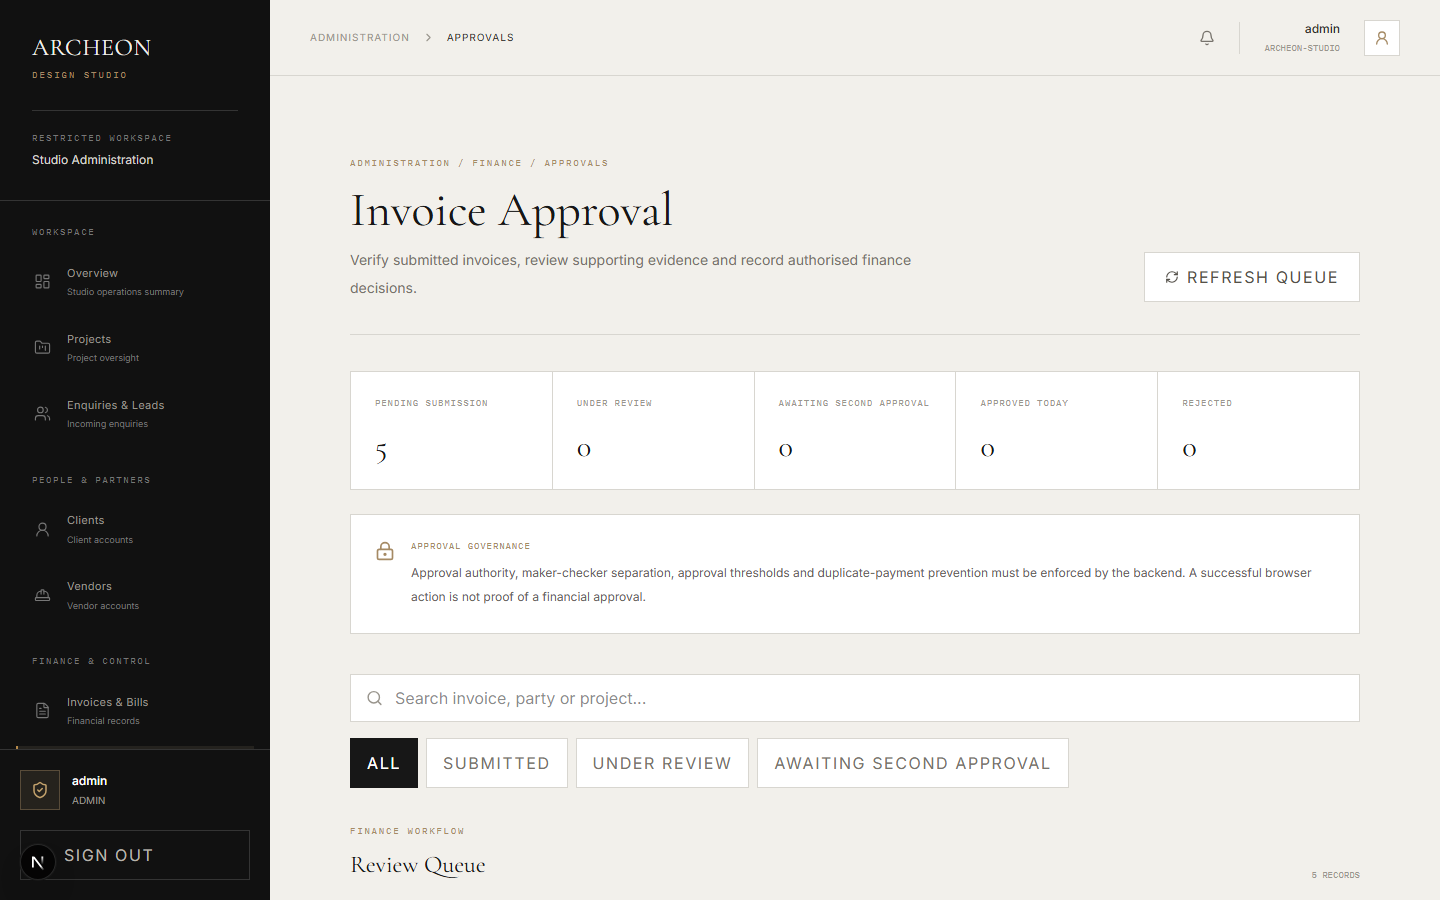 ARCHEON
DESIGN STUDIO
RESTRICTED WORKSPACE
Studio Administration
WORKSPACE
Overview
Studio operations summary
Projects
Project oversight
Enquiries & Leads
Incoming enquiries
PEOPLE & PARTNERS
Clients
Client accounts
Vendors
Vendor accounts
FINANCE & CONTROL
Invoices & Bills
Financial records
admin
ADMIN
N
SIGN OUT
ADMINISTRATION > APPROVALS
admin
ARCHEON-STUDIO
ADMINISTRATION / FINANCE / APPROVALS
Invoice Approval
Verify submitted invoices, review supporting evidence and record authorised finance
decisions.
REFRESH QUEUE
PENDING SUBMISSION
5
UNDER REVIEW
0
AWAITING SECOND APPROVAL
0
APPROVED TODAY
0
REJECTED
0
APPROVAL GOVERNANCE
Approval authority, maker-checker separation, approval thresholds and duplicate-payment prevention must be enforced by the backend. A successful browser
action is not proof of a financial approval.
Search invoice, party or project...
ALL
SUBMITTED
UNDER REVIEW
AWAITING SECOND APPROVAL
FINANCE WORKFLOW
Review Queue
5 RECORDS